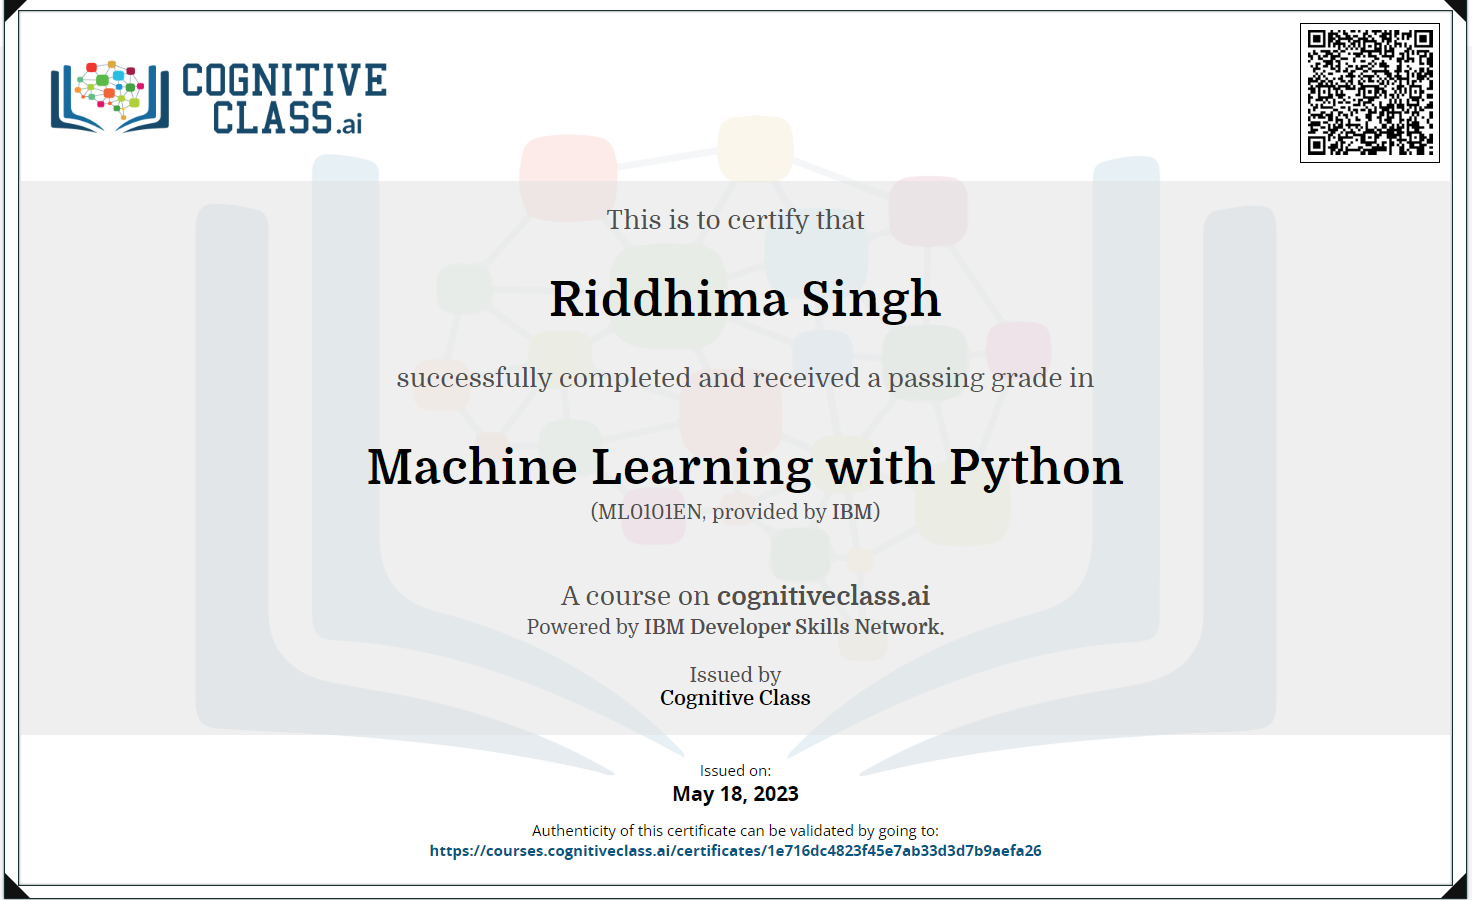 COGNITIVE
CLASS.ai
This is to certify that
Riddhima Singh
successfully completed and received a passing grade in
Machine Learning with Python
(ML0101EN, provided by IBM)
A course on cognitiveclass.ai
Powered by IBM Developer Skills Network.
Issued by
Cognitive Class
Issued on:
May 18, 2023
Authenticity of this certificate can be validated by going to:
https://courses.cognitiveclass.ai/certificates/1e716dc4823f45e7ab33d3d7b9aefa26